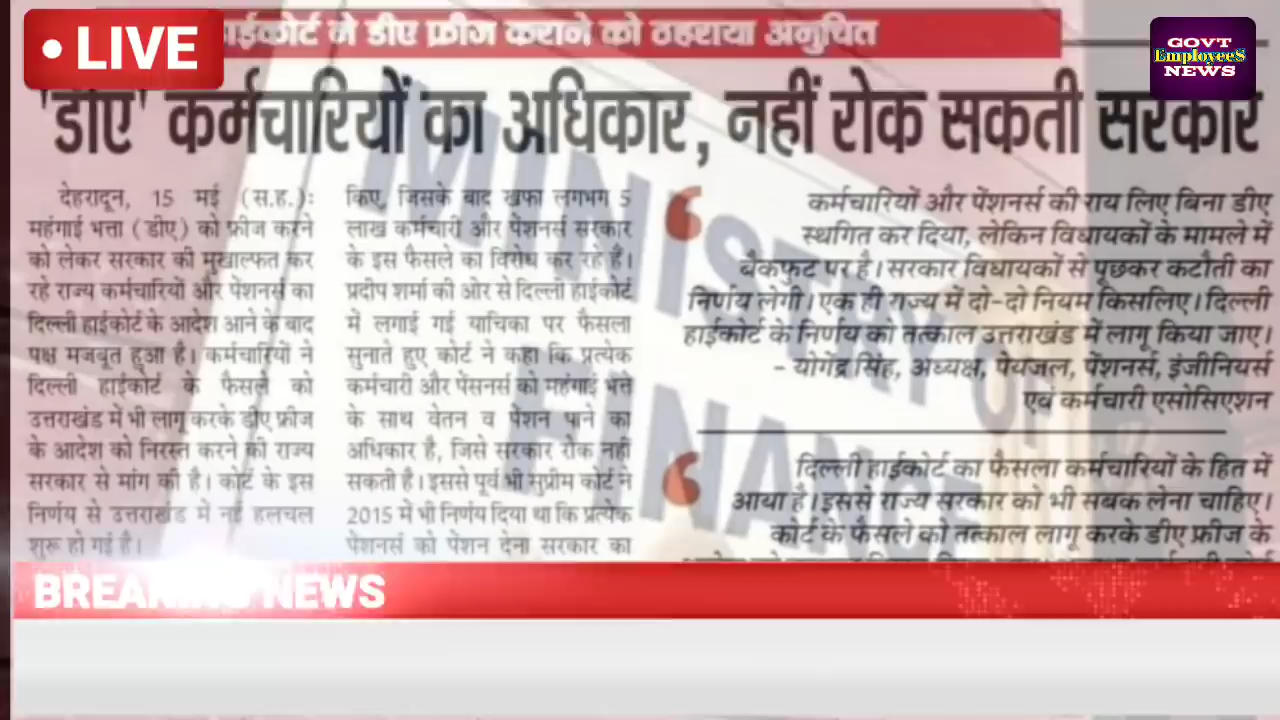 LIVE
हाईकोर्ट ने डीए फ्रीज कराने को ठहराया अनुचित
GOVT
EmployeeS
NEWS
'डीए' कर्मचारियों का अधिकार, नहीं रोक सकती सरकार
देहरादून, 15 मई (स.ह.):
महंगाई भत्ता (डीए) को फ्रीज करने
को लेकर सरकार की मुखाल्फत कर
रहे राज्य कर्मचारियों और पेंशनर्स का
दिल्ली हाईकोर्ट के आदेश आने के बाद
पक्ष मजबूत हुआ है। कर्मचारियों ने
दिल्ली हाईकोर्ट के फैसले को
उत्तराखंड में भी लागू करके डीए फ्रीज
के आदेश को निरस्त करने की राज्य
सरकार से मांग की है। कोर्ट के इस
निर्णय से उत्तराखंड में नई हलचल
शुरू हो गई है।
किए, जिसके बाद खफा लगभग 5
लाख कर्मचारी और पेंशनर्स सरकार
के इस फैसले का विरोध कर रहे हैं।
प्रदीप शर्मा की ओर से दिल्ली हाईकोर्ट
में लगाई गई याचिका पर फैसला
सुनाते हुए कोर्ट ने कहा कि प्रत्येक
कर्मचारी और पेंसनर्स को महंगाई भत्ते
के साथ वेतन व पेंशन पाने का
अधिकार है, जिसे सरकार रोक नहीं
सकती है। इससे पूर्व भी सुप्रीम कोर्ट ने
2015 में भी निर्णय दिया था कि प्रत्येक
पेंशनर्स को पेंशन देना सरकार का
कर्मचारियों और पेंशनर्स की राय लिए बिना डीए
स्थगित कर दिया, लेकिन विधायकों के मामले में
बैकफुट पर है। सरकार विधायकों से पूछकर कटौती का
निर्णय लेगी। एक ही राज्य में दो-दो नियम किसलिए। दिल्ली
हाईकोर्ट के निर्णय को तत्काल उत्तराखंड में लागू किया जाए।
- योगेंद्र सिंह, अध्यक्ष, पेयजल, पेंशनर्स, इंजीनियर्स
एवं कर्मचारी एसोसिएशन
दिल्ली हाईकोर्ट का फैसला कर्मचारियों के हित में
आया है। इससे राज्य सरकार को भी सबक लेना चाहिए।
कोर्ट के फैसले को तत्काल लागू करके डीए फ्रीज के
MINISTRY OF
FINANCE
BREAKING NEWS